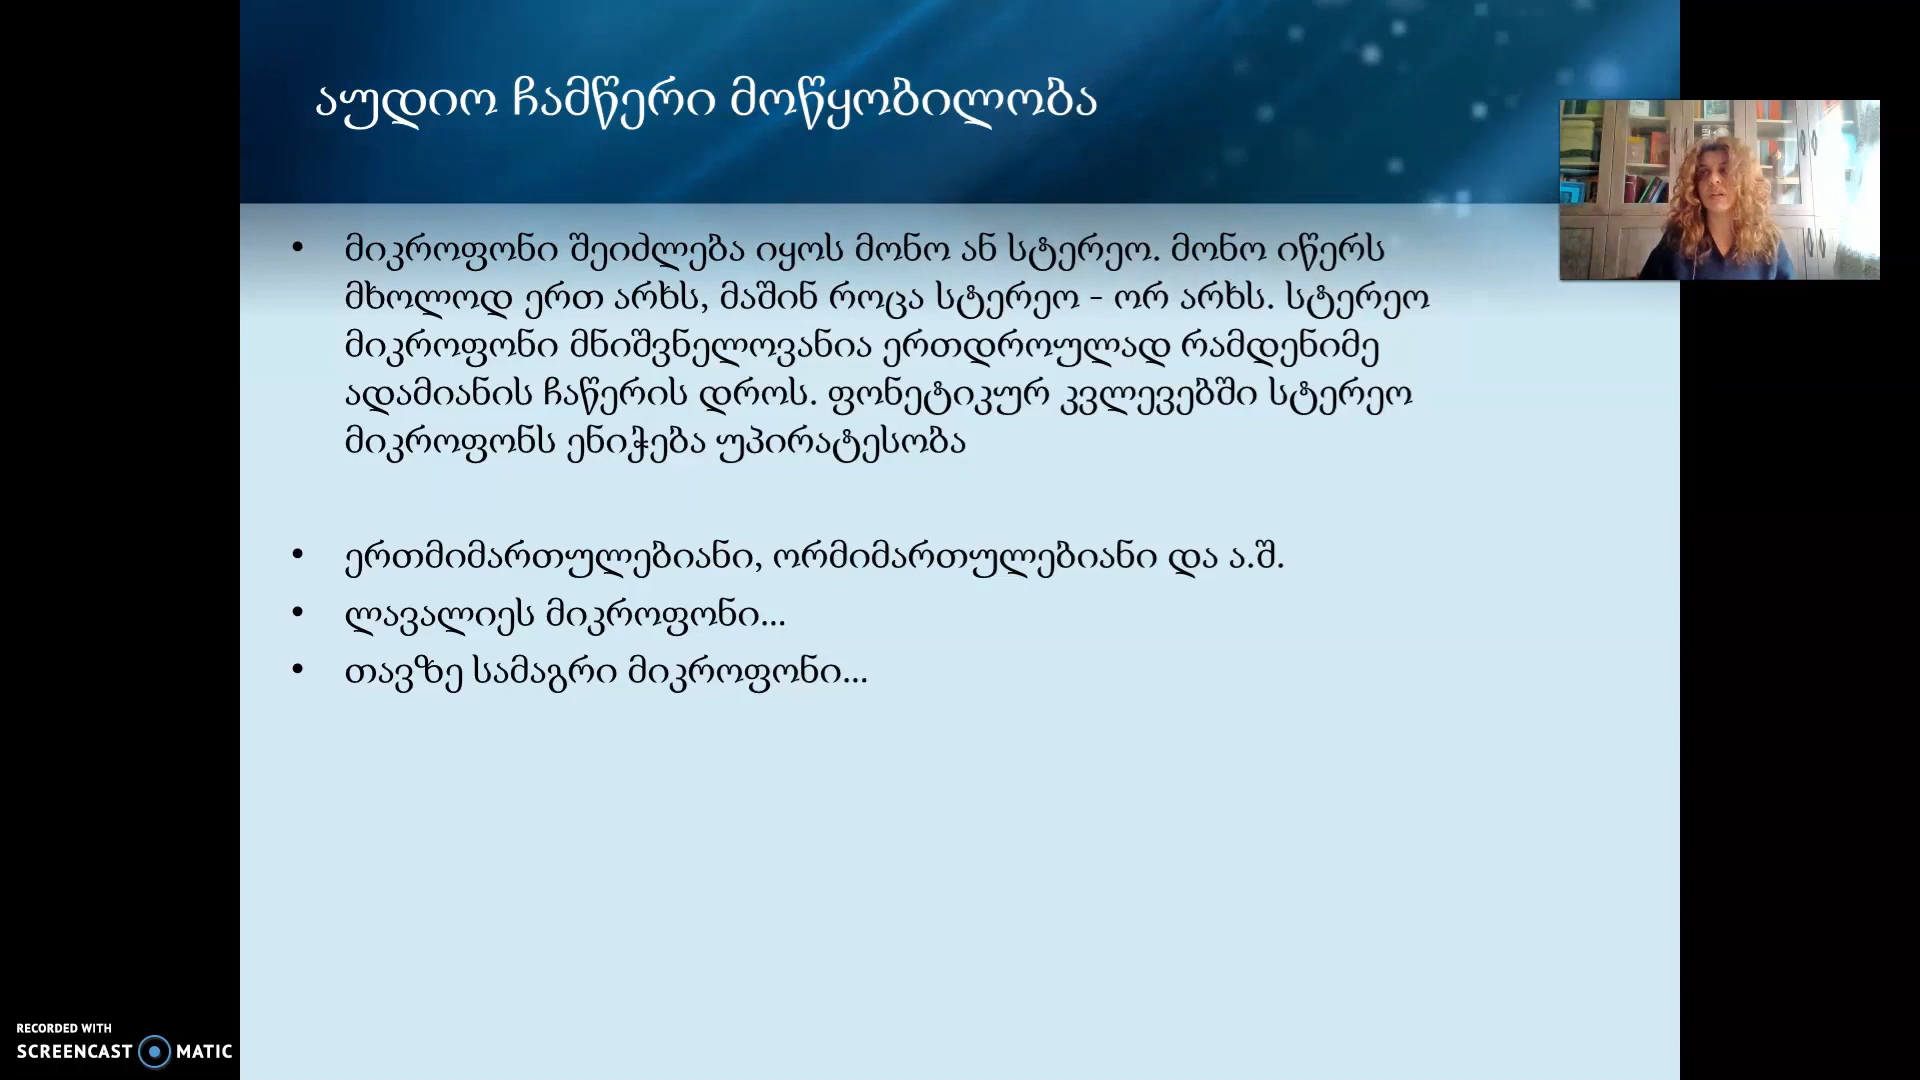 აუდიო ჩამწერი მოწყობილობა
• მიკროფონი შეიძლება იყოს მონო ან სტერეო. მონო იწერს
მხოლოდ ერთ არხს, მაშინ როცა სტერეო - ორ არხს. სტერეო
მიკროფონი მნიშვნელოვანია ერთდროულად რამდენიმე
ადამიანის ჩაწერის დროს. ფონეტიკურ კვლევებში სტერეო
მიკროფონს ენიჭება უპირატესობა
• ერთმიმართულებიანი, ორმიმართულებიანი და ა.შ.
• ლავალიეს მიკროფონი...
• თავზე სამაგრი მიკროფონი...
RECORDED WITH
SCREENCAST MATIC